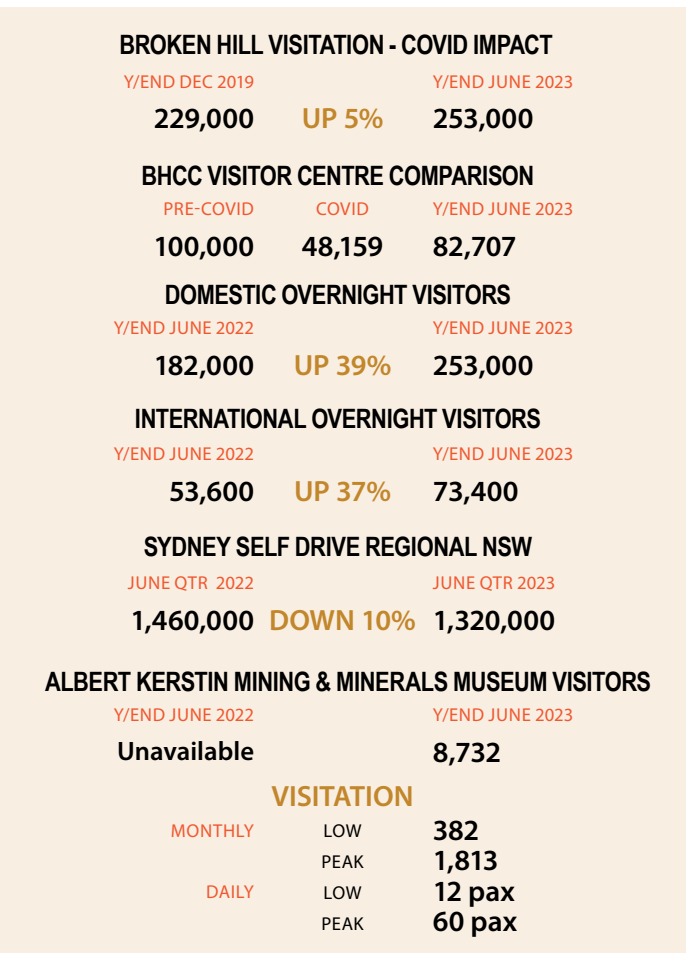 BROKEN HILL VISITATION - COVID IMPACT
Y/END DEC 2019 Y/END JUNE 2023
229,000 UP 5% 253,000
BHCC VISITOR CENTRE COMPARISON
PRE-COVID COVID Y/END JUNE 2023
100,000 48,159 82,707
DOMESTIC OVERNIGHT VISITORS
Y/END JUNE 2022 Y/END JUNE 2023
182,000 UP 39% 253,000
INTERNATIONAL OVERNIGHT VISITORS
Y/END JUNE 2022 Y/END JUNE 2023
53,600 UP 37% 73,400
SYDNEY SELF DRIVE REGIONAL NSW
JUNE QTR 2022 JUNE QTR 2023
1,460,000 DOWN 10% 1,320,000
ALBERT KERSTIN MINING & MINERALS MUSEUM VISITORS
Y/END JUNE 2022 Y/END JUNE 2023
Unavailable 8,732
VISITATION
MONTHLY LOW 382
PEAK 1,813
DAILY LOW 12 pax
PEAK 60 pax